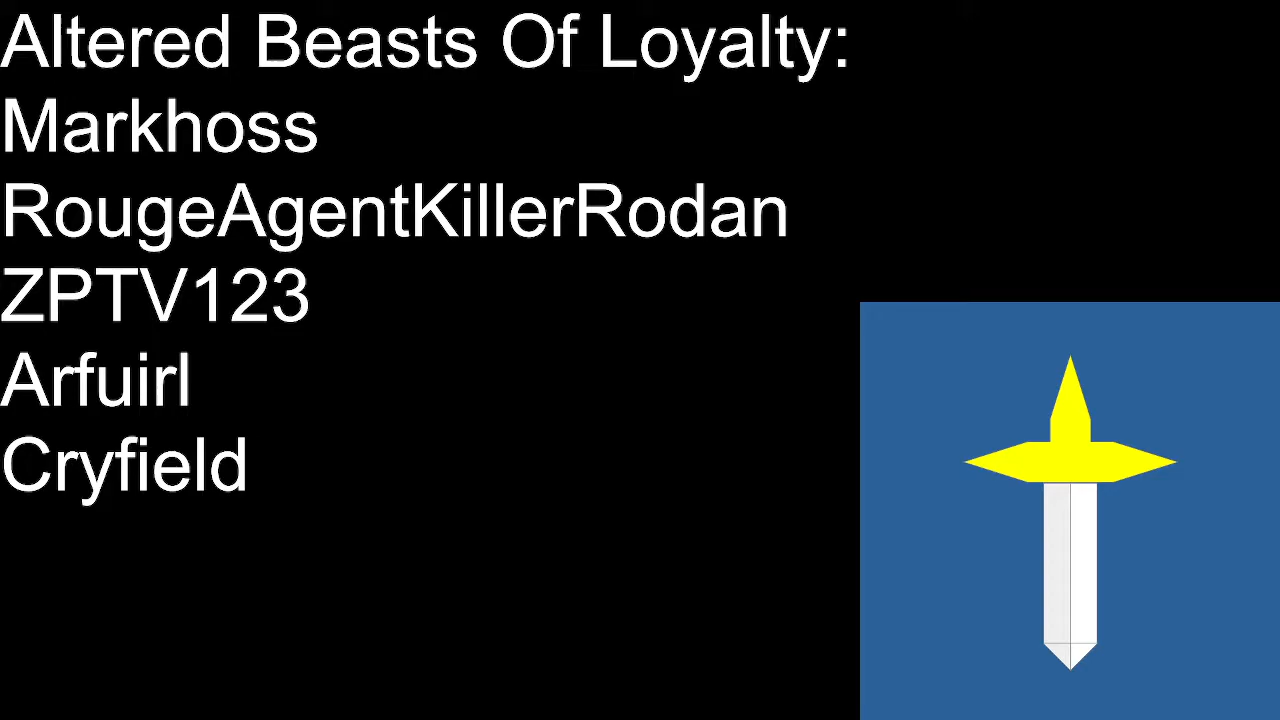 Altered Beasts Of Loyalty:
Markhoss
RougeAgentKillerRodan
ZPTV123
Arfuirl
Cryfield